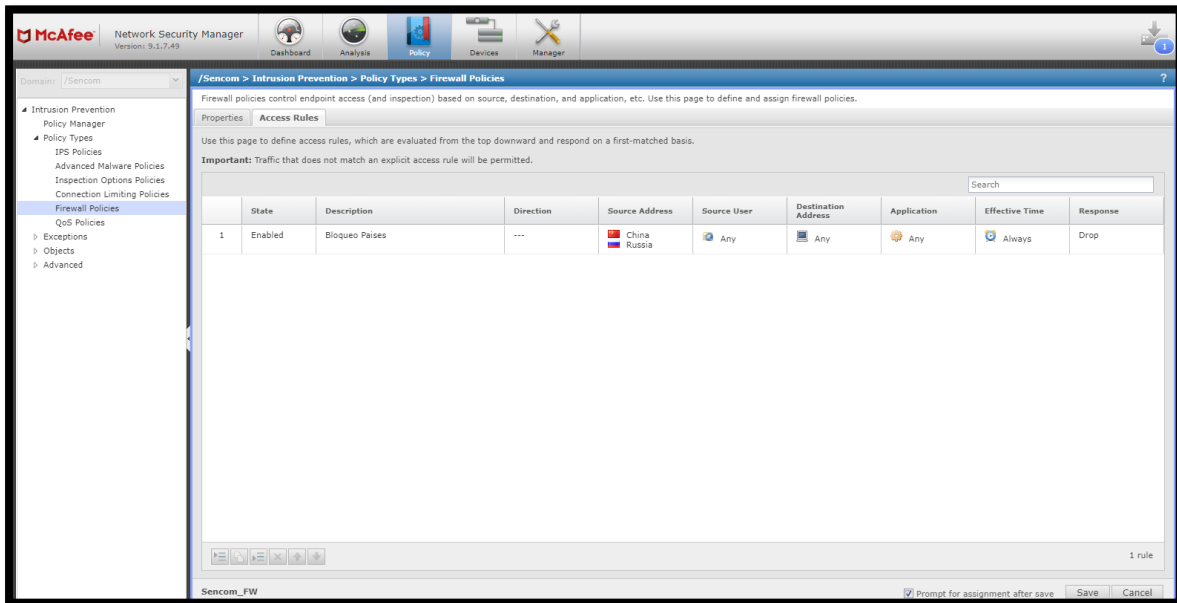 McAfee
Network Security Manager
Version: 9.1.7.49
Dashboard
Analysis
Policy
Devices
Manager
1
Domain: /Sencom
Intrusion Prevention
Policy Manager
Policy Types
IPS Policies
Advanced Malware Policies
Inspection Options Policies
Connection Limiting Policies
Firewall Policies
QoS Policies
Exceptions
Objects
Advanced
/Sencom > Intrusion Prevention > Policy Types > Firewall Policies
?
Firewall policies control endpoint access (and inspection) based on source, destination, and application, etc. Use this page to define and assign firewall policies.
Properties
Access Rules
Use this page to define access rules, which are evaluated from the top downward and respond on a first-matched basis.
Important: Traffic that does not match an explicit access rule will be permitted.
Search
State Description Direction Source Address Source User Destination Address Application Effective Time Response
1 Enabled Bloqueo Paises --- China Any Any Any Always Drop
Russia
1 rule
Sencom_FW
Prompt for assignment after save Save Cancel